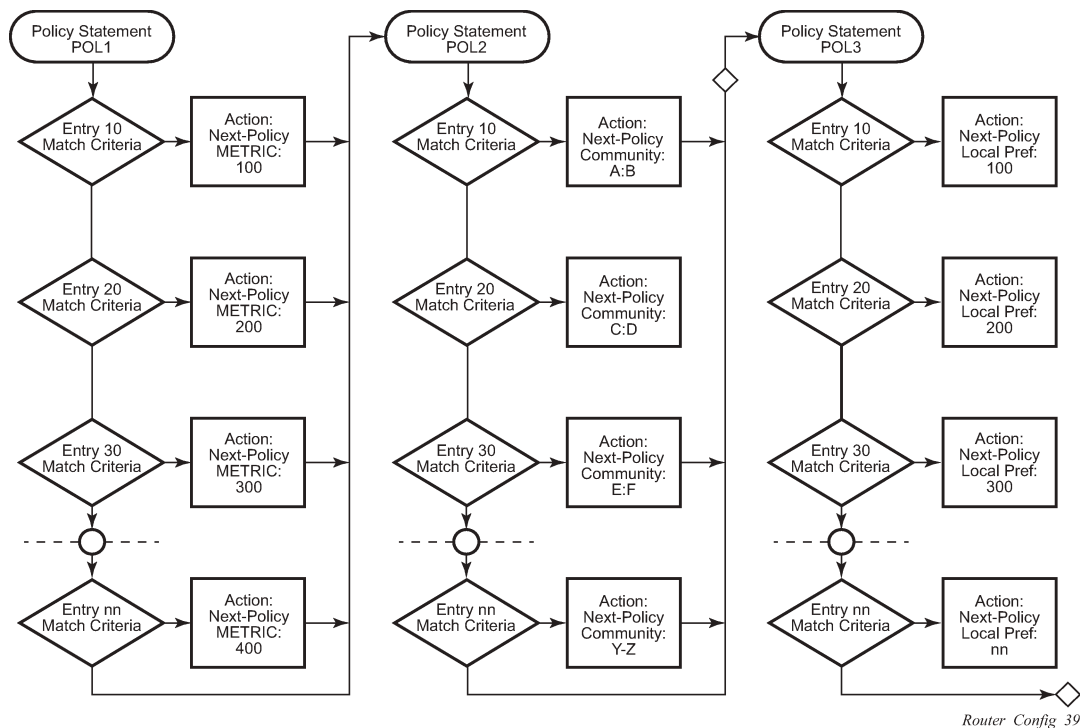 Policy Statement
POL1
Entry 10
Match Criteria
Action:
Next-Policy
METRIC:
100
Entry 20
Match Criteria
Action:
Next-Policy
METRIC:
200
Entry 30
Match Criteria
Action:
Next-Policy
METRIC:
300
Entry nn
Match Criteria
Action:
Next-Policy
METRIC:
400
Policy Statement
POL2
Entry 10
Match Criteria
Action:
Next-Policy
Community:
A:B
Entry 20
Match Criteria
Action:
Next-Policy
Community:
C:D
Entry 30
Match Criteria
Action:
Next-Policy
Community:
E:F
Entry nn
Match Criteria
Action:
Next-Policy
Community:
Y-Z
Policy Statement
POL3
Entry 10
Match Criteria
Action:
Next-Policy
Local Pref:
100
Entry 20
Match Criteria
Action:
Next-Policy
Local Pref:
200
Entry 30
Match Criteria
Action:
Next-Policy
Local Pref:
300
Entry nn
Match Criteria
Action:
Next-Policy
Local Pref:
nn
Router_Config_39